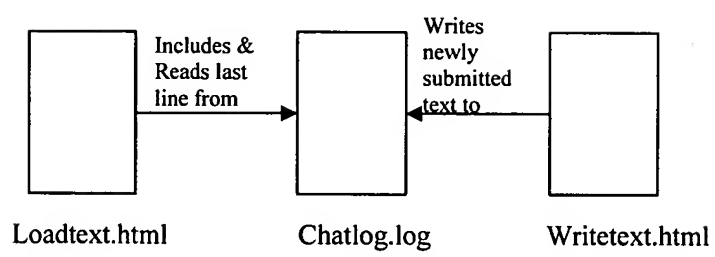 Includes &
Reads last
line from
Writes
newly
submitted
text to
Loadtext.html
Chatlog.log
Writetext.html